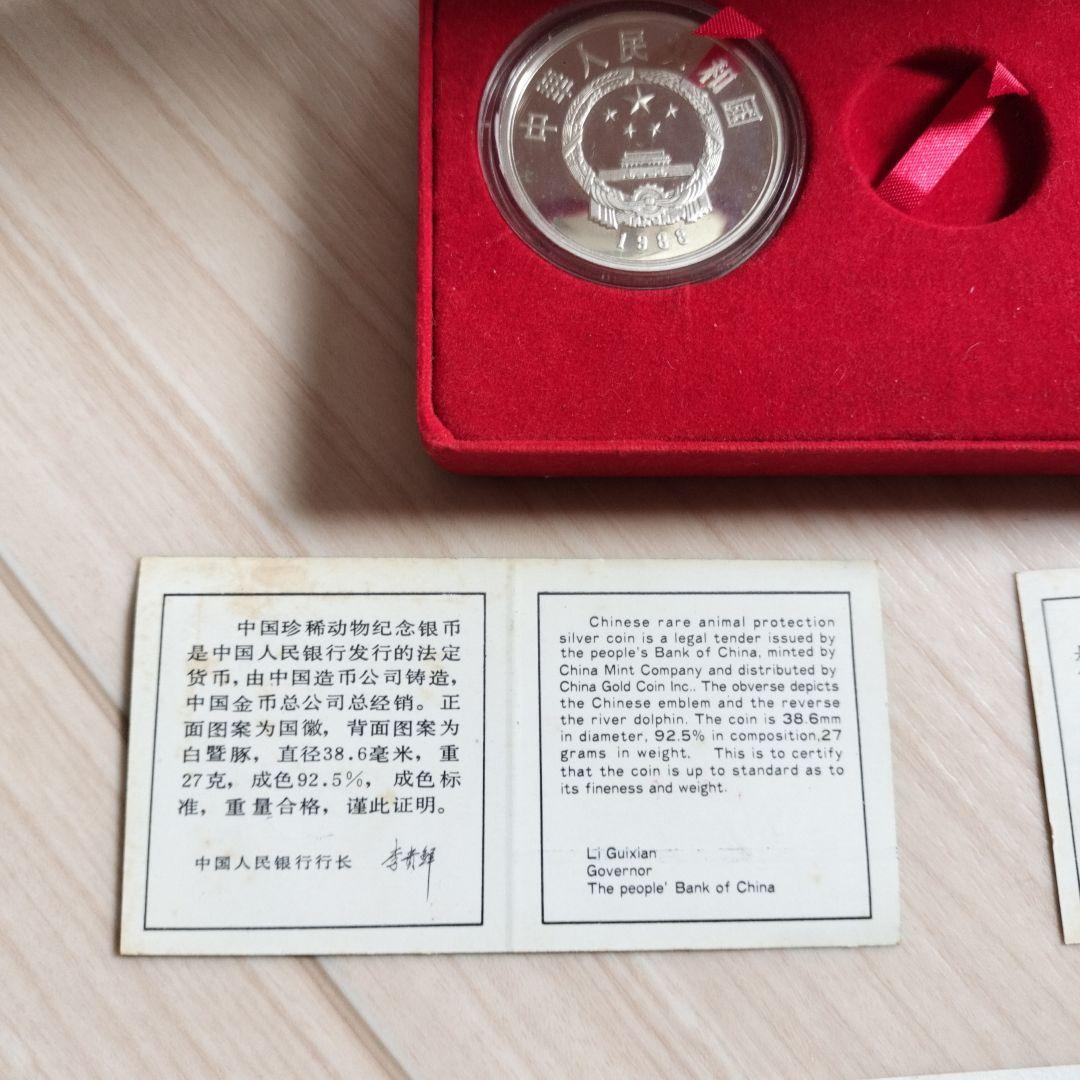 中華人民共和國
1988
中国珍稀动物纪念银币
是中国人民银行发行的法定
货币，由中国造币公司铸造，
中国金币总公司总经销。正
面图案为国徽，背面图案为
白暨豚，直径38.6毫米，重
27克，成色92.5%，成色标
准，重量合格，谨此证明。
中国人民银行行长 李贵鲜
Chinese rare animal protection
silver coin is a legal tender issued by
the people's Bank of China, minted by
China Mint Company and distributed by
China Gold Coin Inc.. The obverse depicts
the Chinese emblem and the reverse
the river dolphin. The coin is 38.6mm
in diameter, 92.5% in composition,27
grams in weight. This is to certify
that the coin is up to standard as to
its fineness and weight.
Li Guixian
Governor
The people' Bank of China